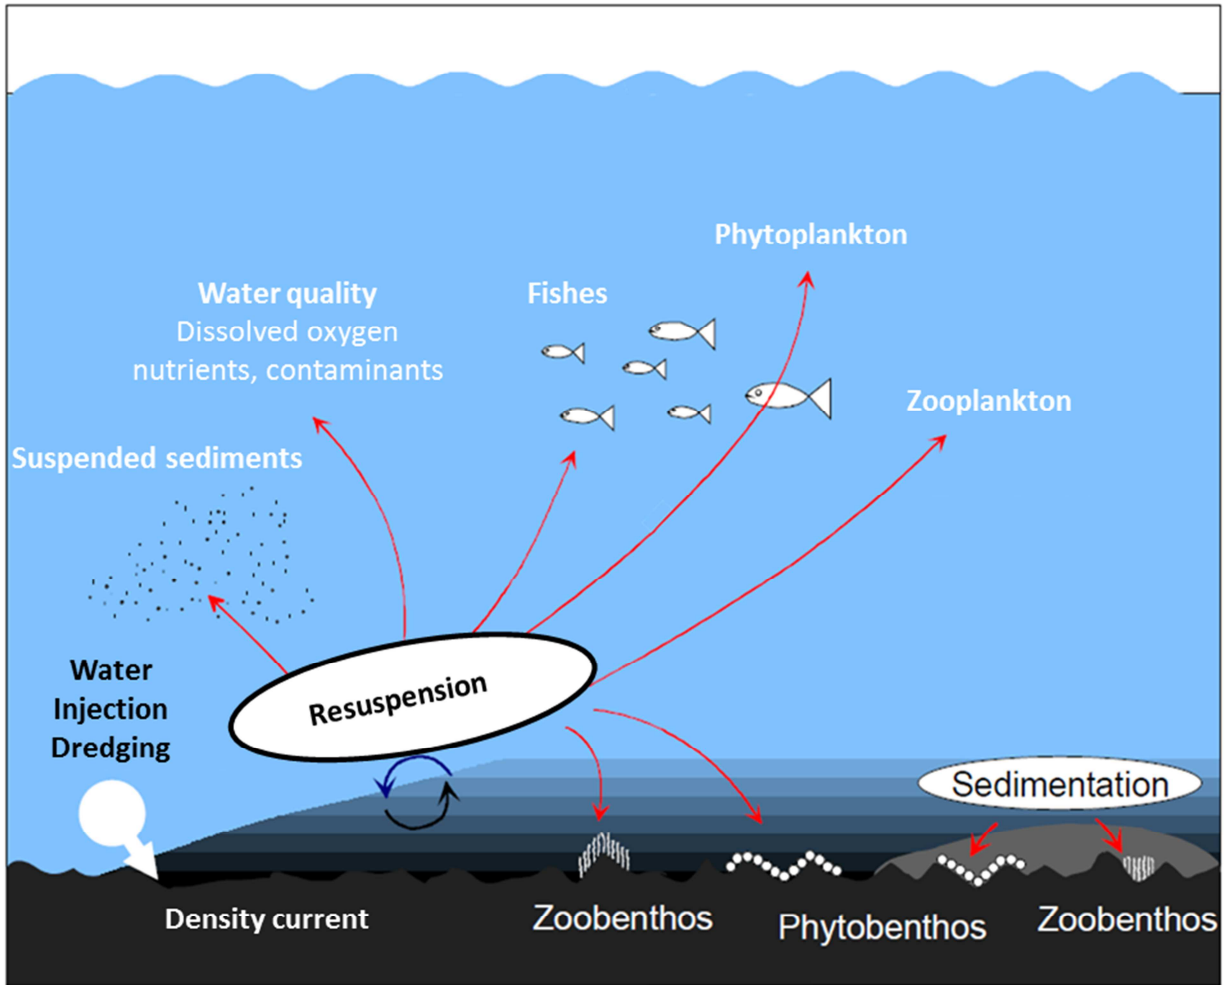 Phytoplankton
Water quality
Dissolved oxygen
nutrients, contaminants
Fishes
Zooplankton
Suspended sediments
Water
Injection
Dredging
Resuspension
Sedimentation
Density current
Zoobenthos
Phytobenthos
Zoobenthos